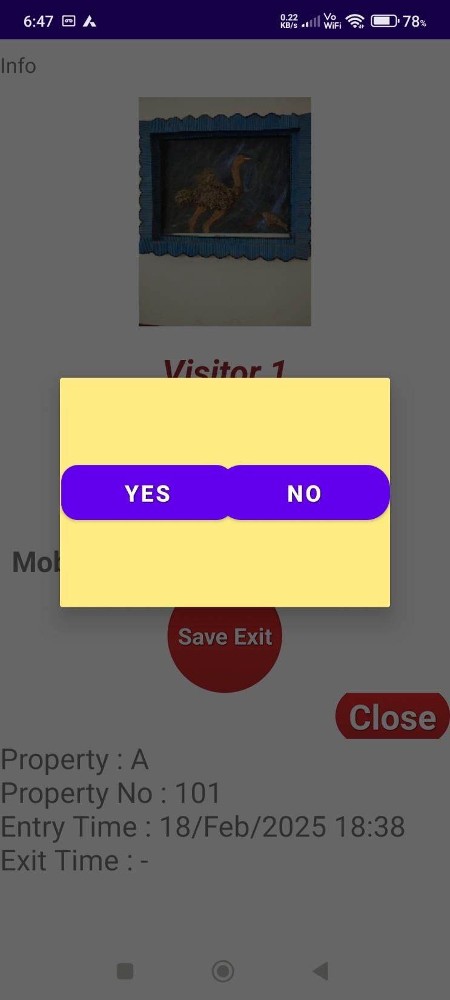 6:47 0.22 KB/s Vo WiFi 78%
Info
Visitor 1
YES NO
Save Exit
Close
Property : A
Property No : 101
Entry Time : 18/Feb/2025 18:38
Exit Time : -